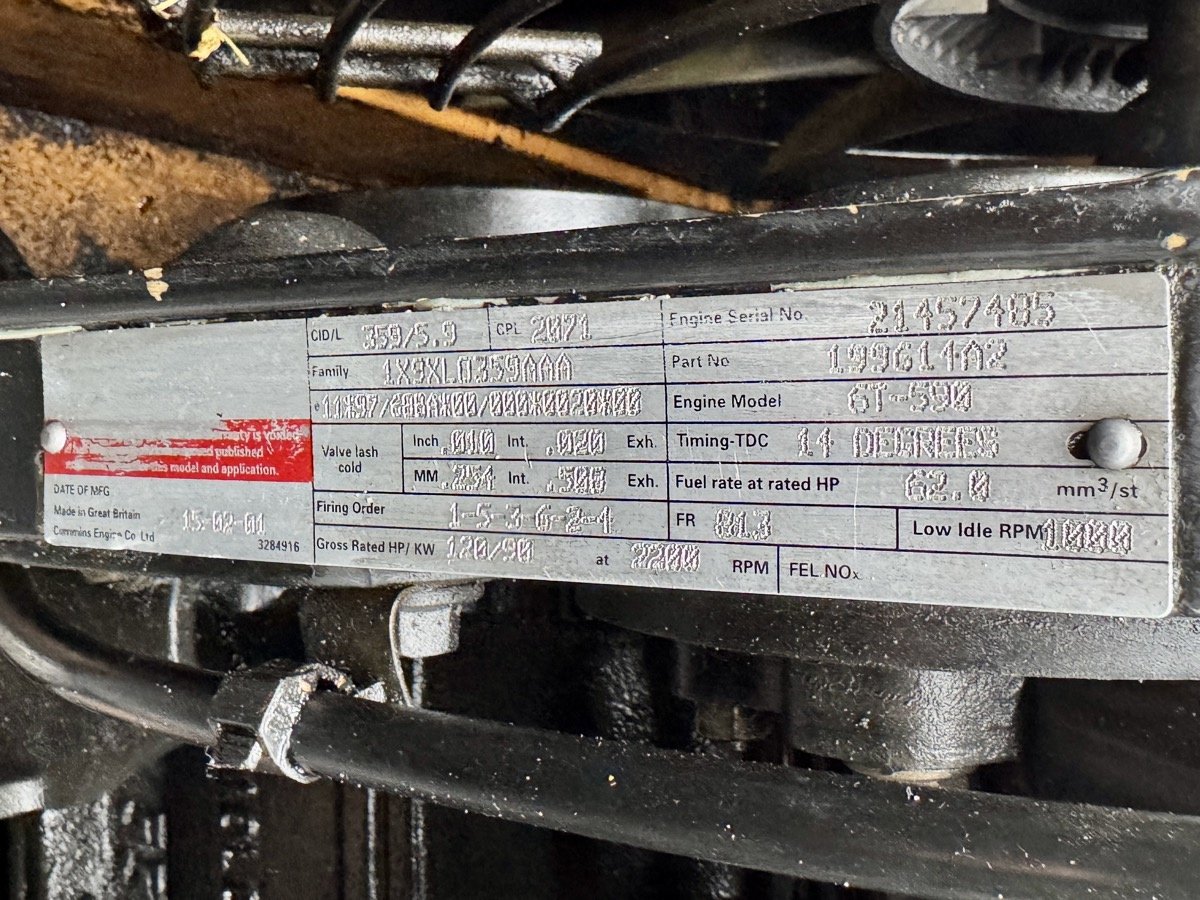 CID/L 359/5.9 CPL 2071
Family 1X9XL0359AAA
Valve lash cold
Inch .010 Int. .020 Exh.
MM .254 Int. .508 Exh.
Firing Order 1-5-3-6-2-4
Gross Rated HP/ KW 120/90 at 2200 RPM
Engine Serial No. 21457485
Part No 199614A2
Engine Model 6T-590
Timing-TDC 14 DEGREES
Fuel rate at rated HP 62.0 mm³/st
FR 813 Low Idle RPM 1000
FEL NOx
is voided
published
model and application.
DATE OF MFG
Made in Great Britain 15-02-01
Cummins Engine Co. Ltd 3284916